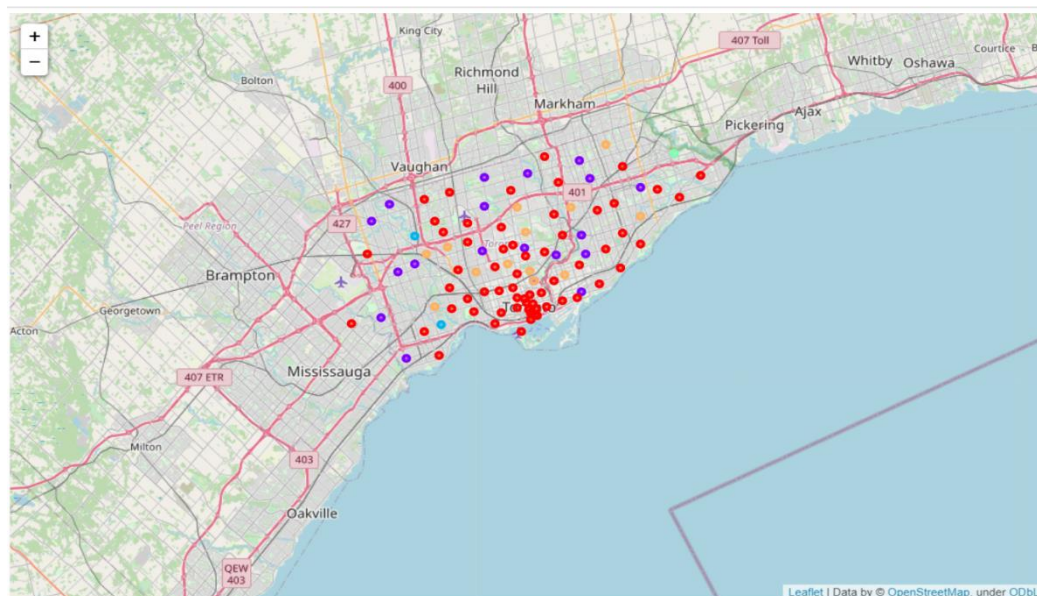 +
−
King City
407 Toll
Courtice
Whitby
Oshawa
Bolton
400
Richmond
Hill
Markham
Ajax
Pickering
Vaughan
401
427
Peel Region
Brampton
Georgetown
Acton
Mississauga
407 ETR
Milton
403
Oakville
QEW
403
Leaflet | Data by © OpenStreetMap, under ODbL